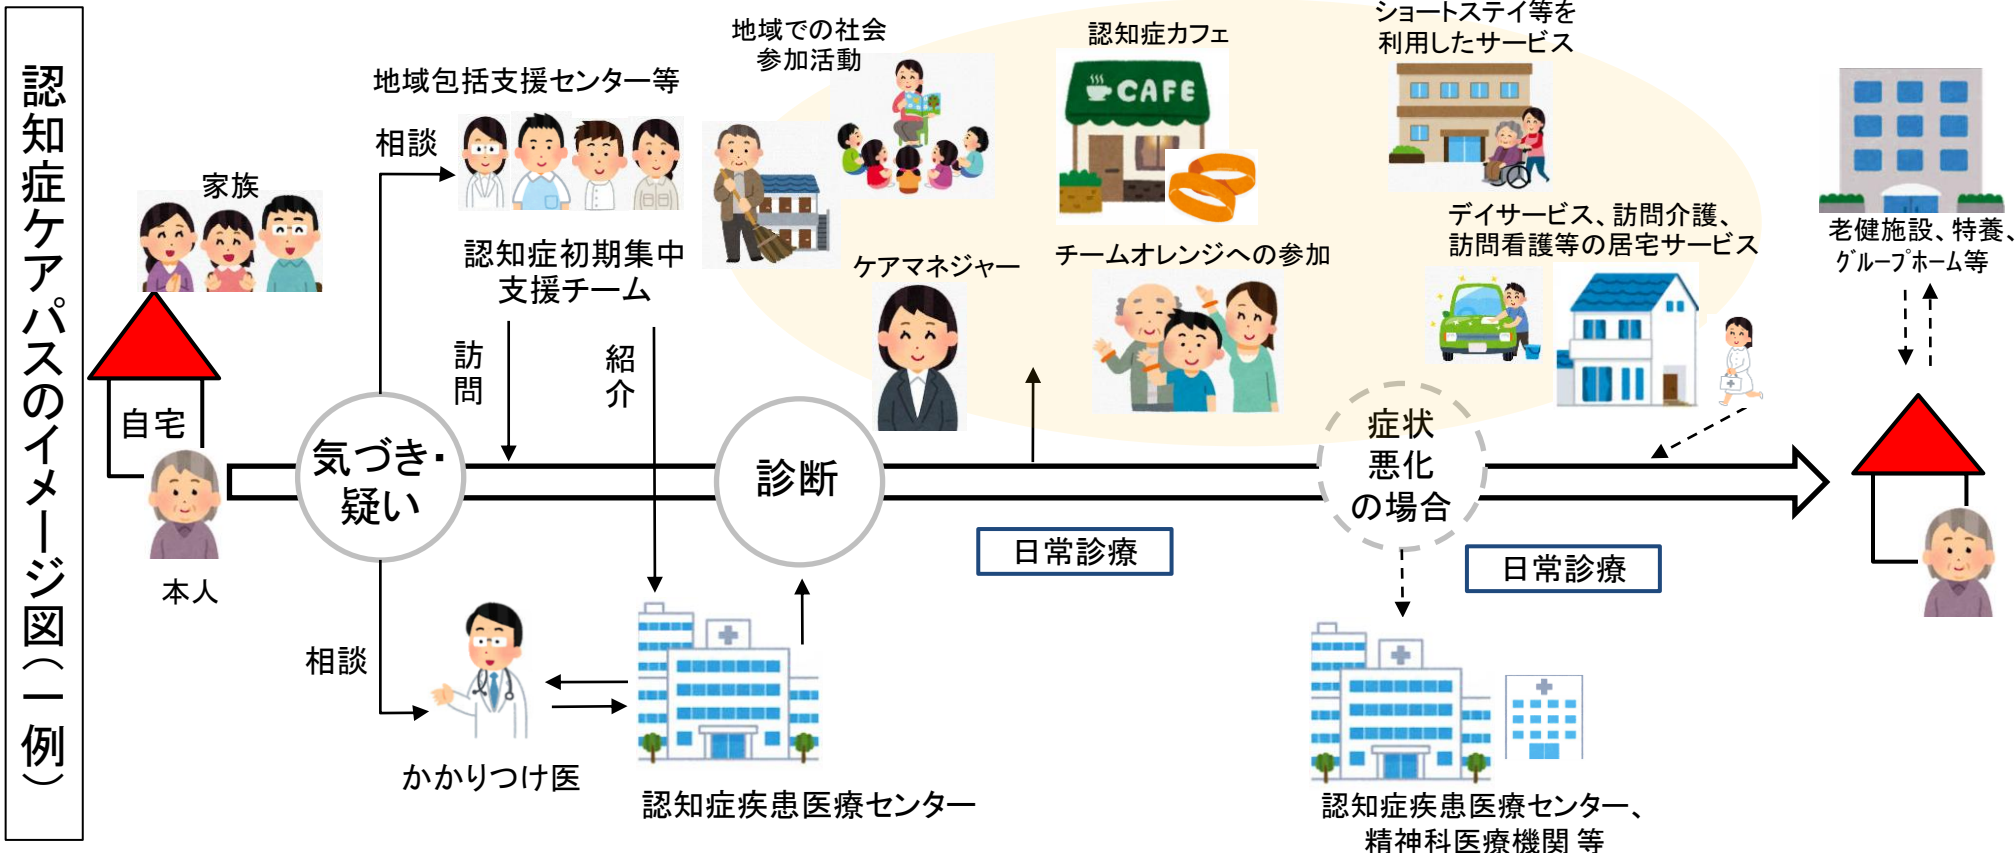 認知症ケアパスのイメージ図(一例)
家族
自宅
本人
地域包括支援センター等
相談
認知症初期集中
支援チーム
訪問
紹介
気づき・
疑い
相談
かかりつけ医
認知症疾患医療センター
診断
地域での社会
参加活動
ケアマネジャー
認知症カフェ
CAFE
チームオレンジへの参加
ショートステイ等を
利用したサービス
デイサービス、訪問介護、
訪問看護等の居宅サービス
日常診療
症状
悪化
の場合
日常診療
認知症疾患医療センター、
精神科医療機関 等
老健施設、特養、
グループホーム等